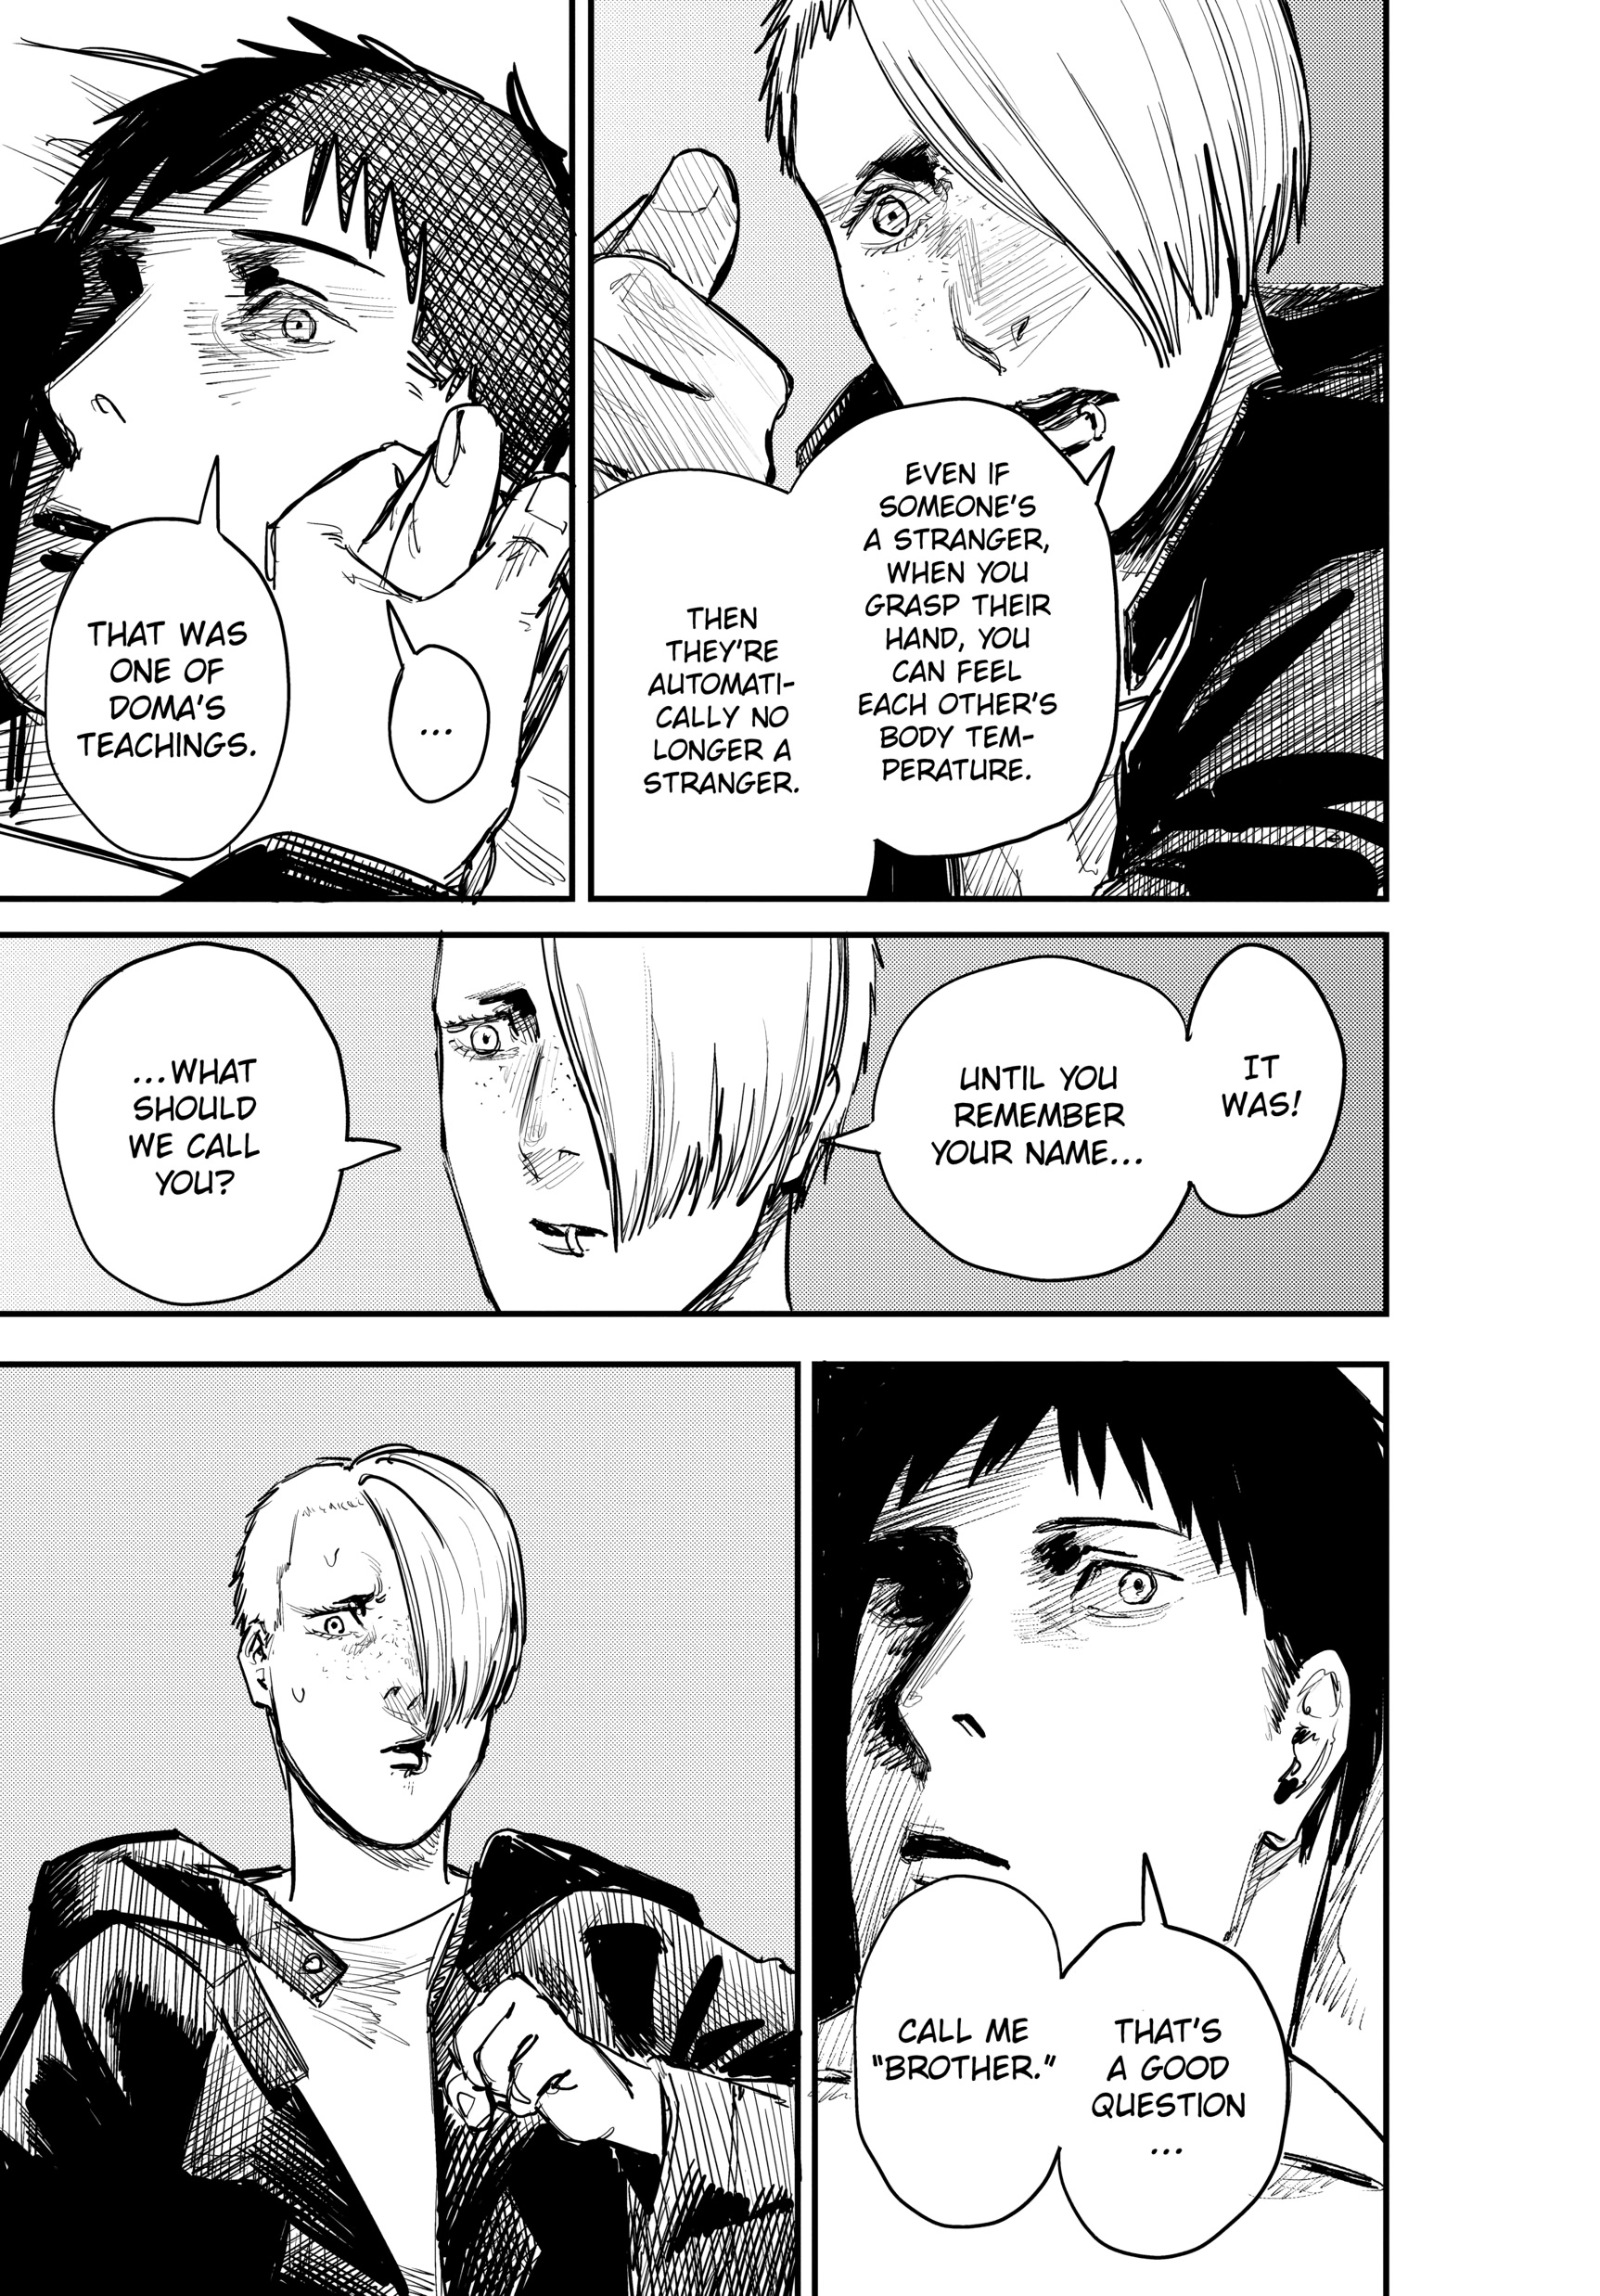 EVEN IF
SOMEONE'S
A STRANGER,
WHEN YOU
GRASP THEIR
HAND, YOU
CAN FEEL
EACH OTHER'S
BODY TEM-
PERATURE.
THEN
THEY'RE
AUTOMATI-
CALLY NO
LONGER A
STRANGER.
...
THAT WAS
ONE OF
DOMA'S
TEACHINGS.
IT
WAS!
UNTIL YOU
REMEMBER
YOUR NAME...
...WHAT
SHOULD
WE CALL
YOU?
THAT'S
A GOOD
QUESTION
...
CALL ME
"BROTHER."